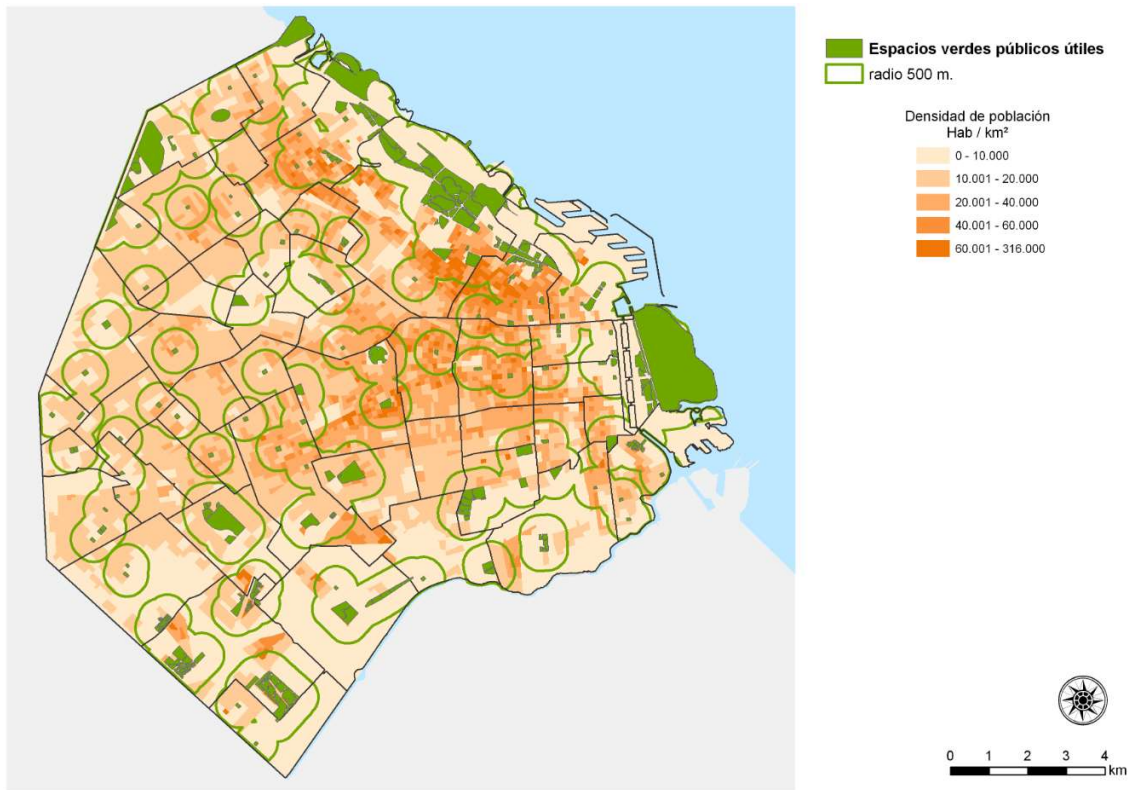 Espacios verdes públicos útiles
radio 500 m.
Densidad de población
Hab / km²
0 - 10.000
10.001 - 20.000
20.001 - 40.000
40.001 - 60.000
60.001 - 316.000
0 1 2 3 4
km